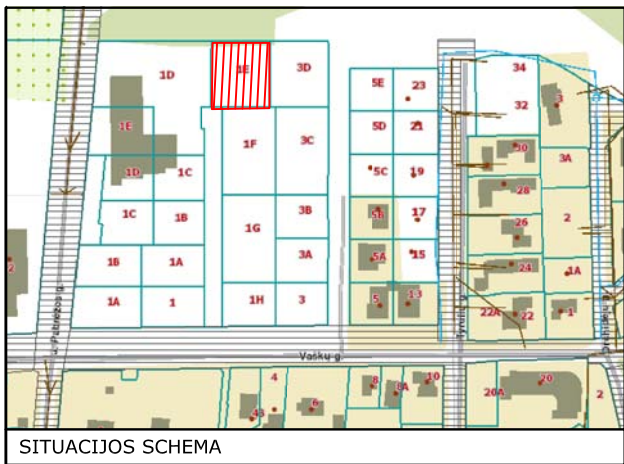 1D
1E
3D
5E
23
34
32
3
1E
1F
3C
5D
21
30
3A
1D
1C
5C
19
28
1C
1B
1G
3B
5B
17
26
2
2
1B
1A
3A
5A
15
24
1A
1A
1
1H
3
5
13
22A
22
1
Vaškų g.
4
43
6
8
8A
10
20A
20
2
SITUACIJOS SCHEMA